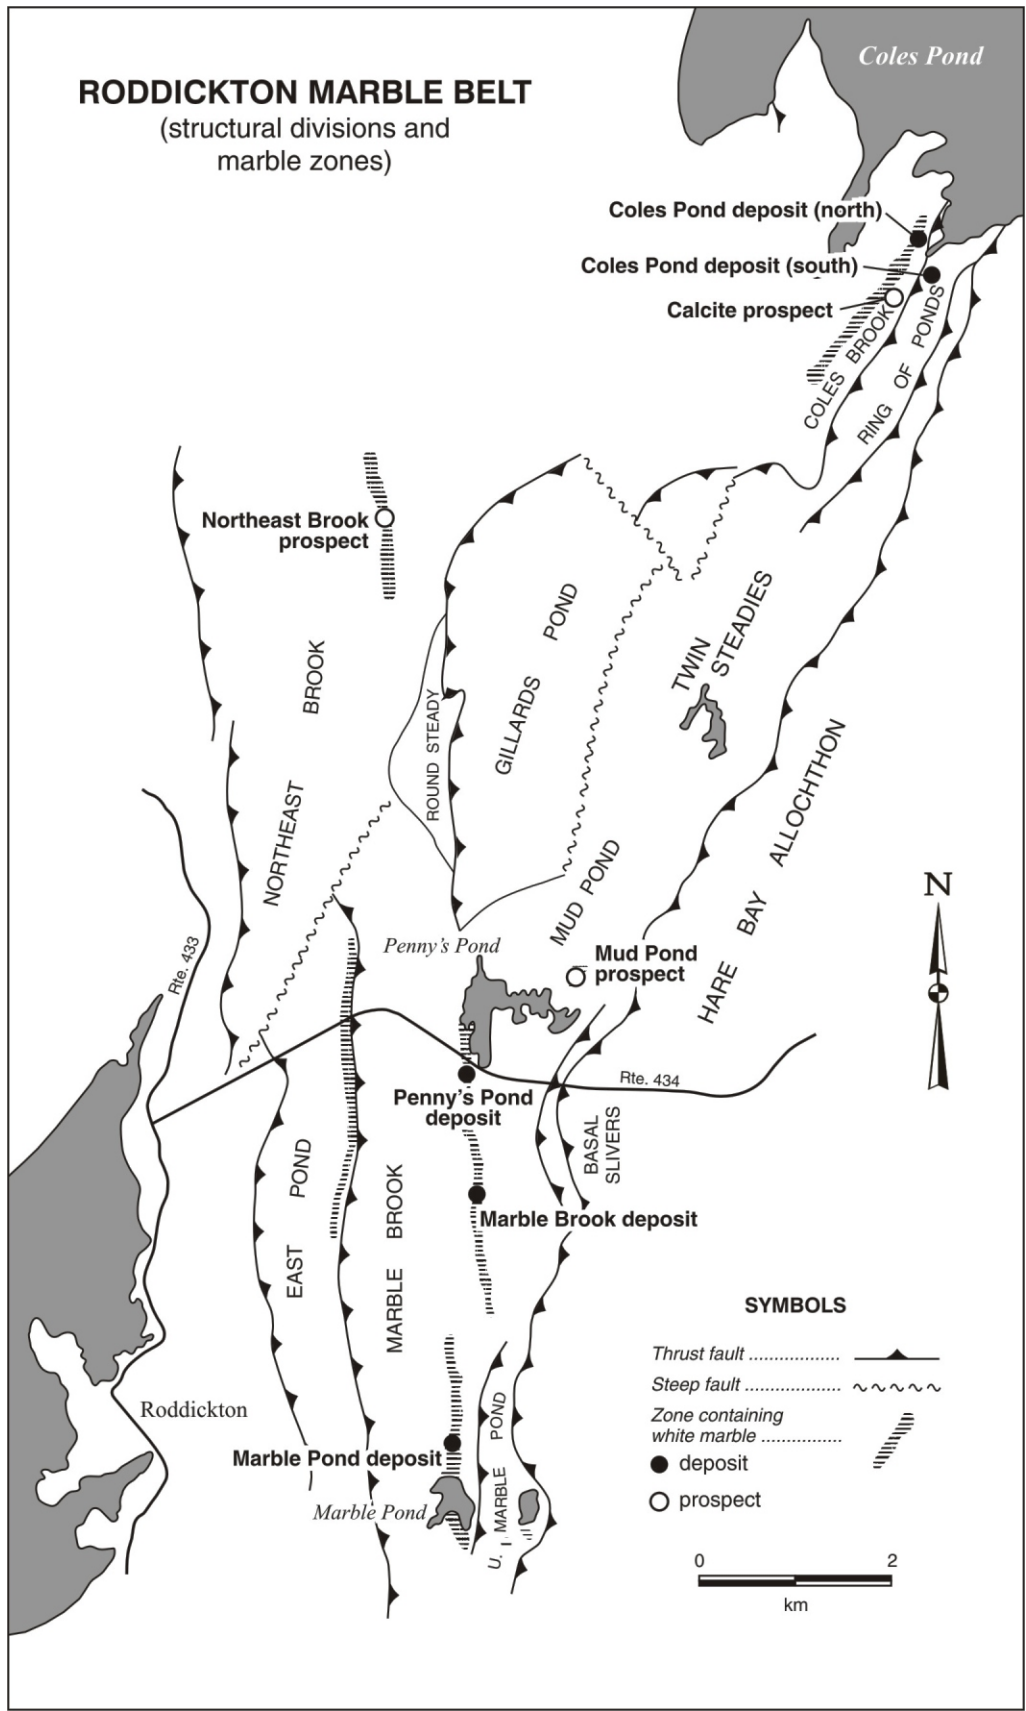 Coles Pond
RODDICKTON MARBLE BELT
(structural divisions and
marble zones)
Coles Pond deposit (north)
Coles Pond deposit (south)
Calcite prospect
COLES BROOK
RING OF PONDS
Northeast Brook
prospect
NORTHEAST BROOK
ROUND STEADY
GILLARDS POND
TWIN
STEADIES
MUD POND
HARE BAY ALLOCHTHON
N
Penny's Pond
Mud Pond
prospect
Rte. 433
Rte. 434
Penny's Pond
deposit
BASAL
SLIVERS
EAST POND
MARBLE BROOK
Marble Brook deposit
Roddickton
Marble Pond deposit
Marble Pond
U. MARBLE POND
SYMBOLS
Thrust fault ..................
Steep fault ...................
Zone containing
white marble ................
deposit
prospect
0 2
km